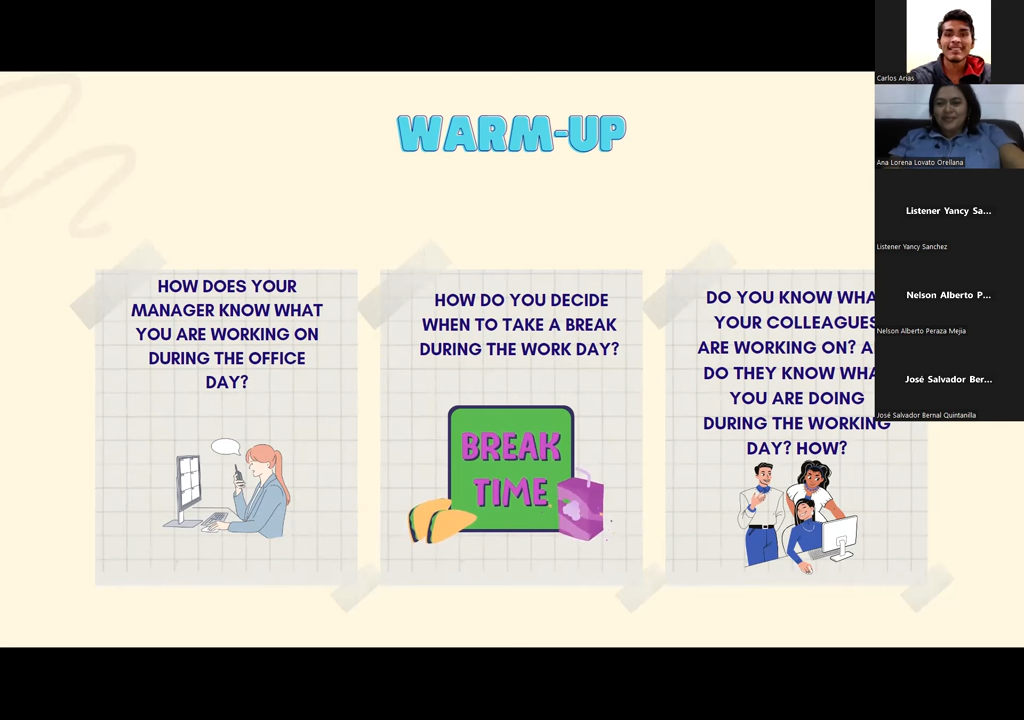 WARM-UP
HOW DOES YOUR
MANAGER KNOW WHAT
YOU ARE WORKING ON
DURING THE OFFICE
DAY?
HOW DO YOU DECIDE
WHEN TO TAKE A BREAK
DURING THE WORK DAY?
BREAK
TIME
DO YOU KNOW WHA
YOUR COLLEAGUES
ARE WORKING ON? A
DO THEY KNOW WHA
YOU ARE DOING
DURING THE WORKING
DAY? HOW?
Carlos Arias
Ana Lorena Lovato Orellana
Listener Yancy Sa...
Listener Yancy Sanchez
Nelson Alberto P...
Nelson Alberto Peraza Mejia
José Salvador Ber...
José Salvador Bernal Quintanilla